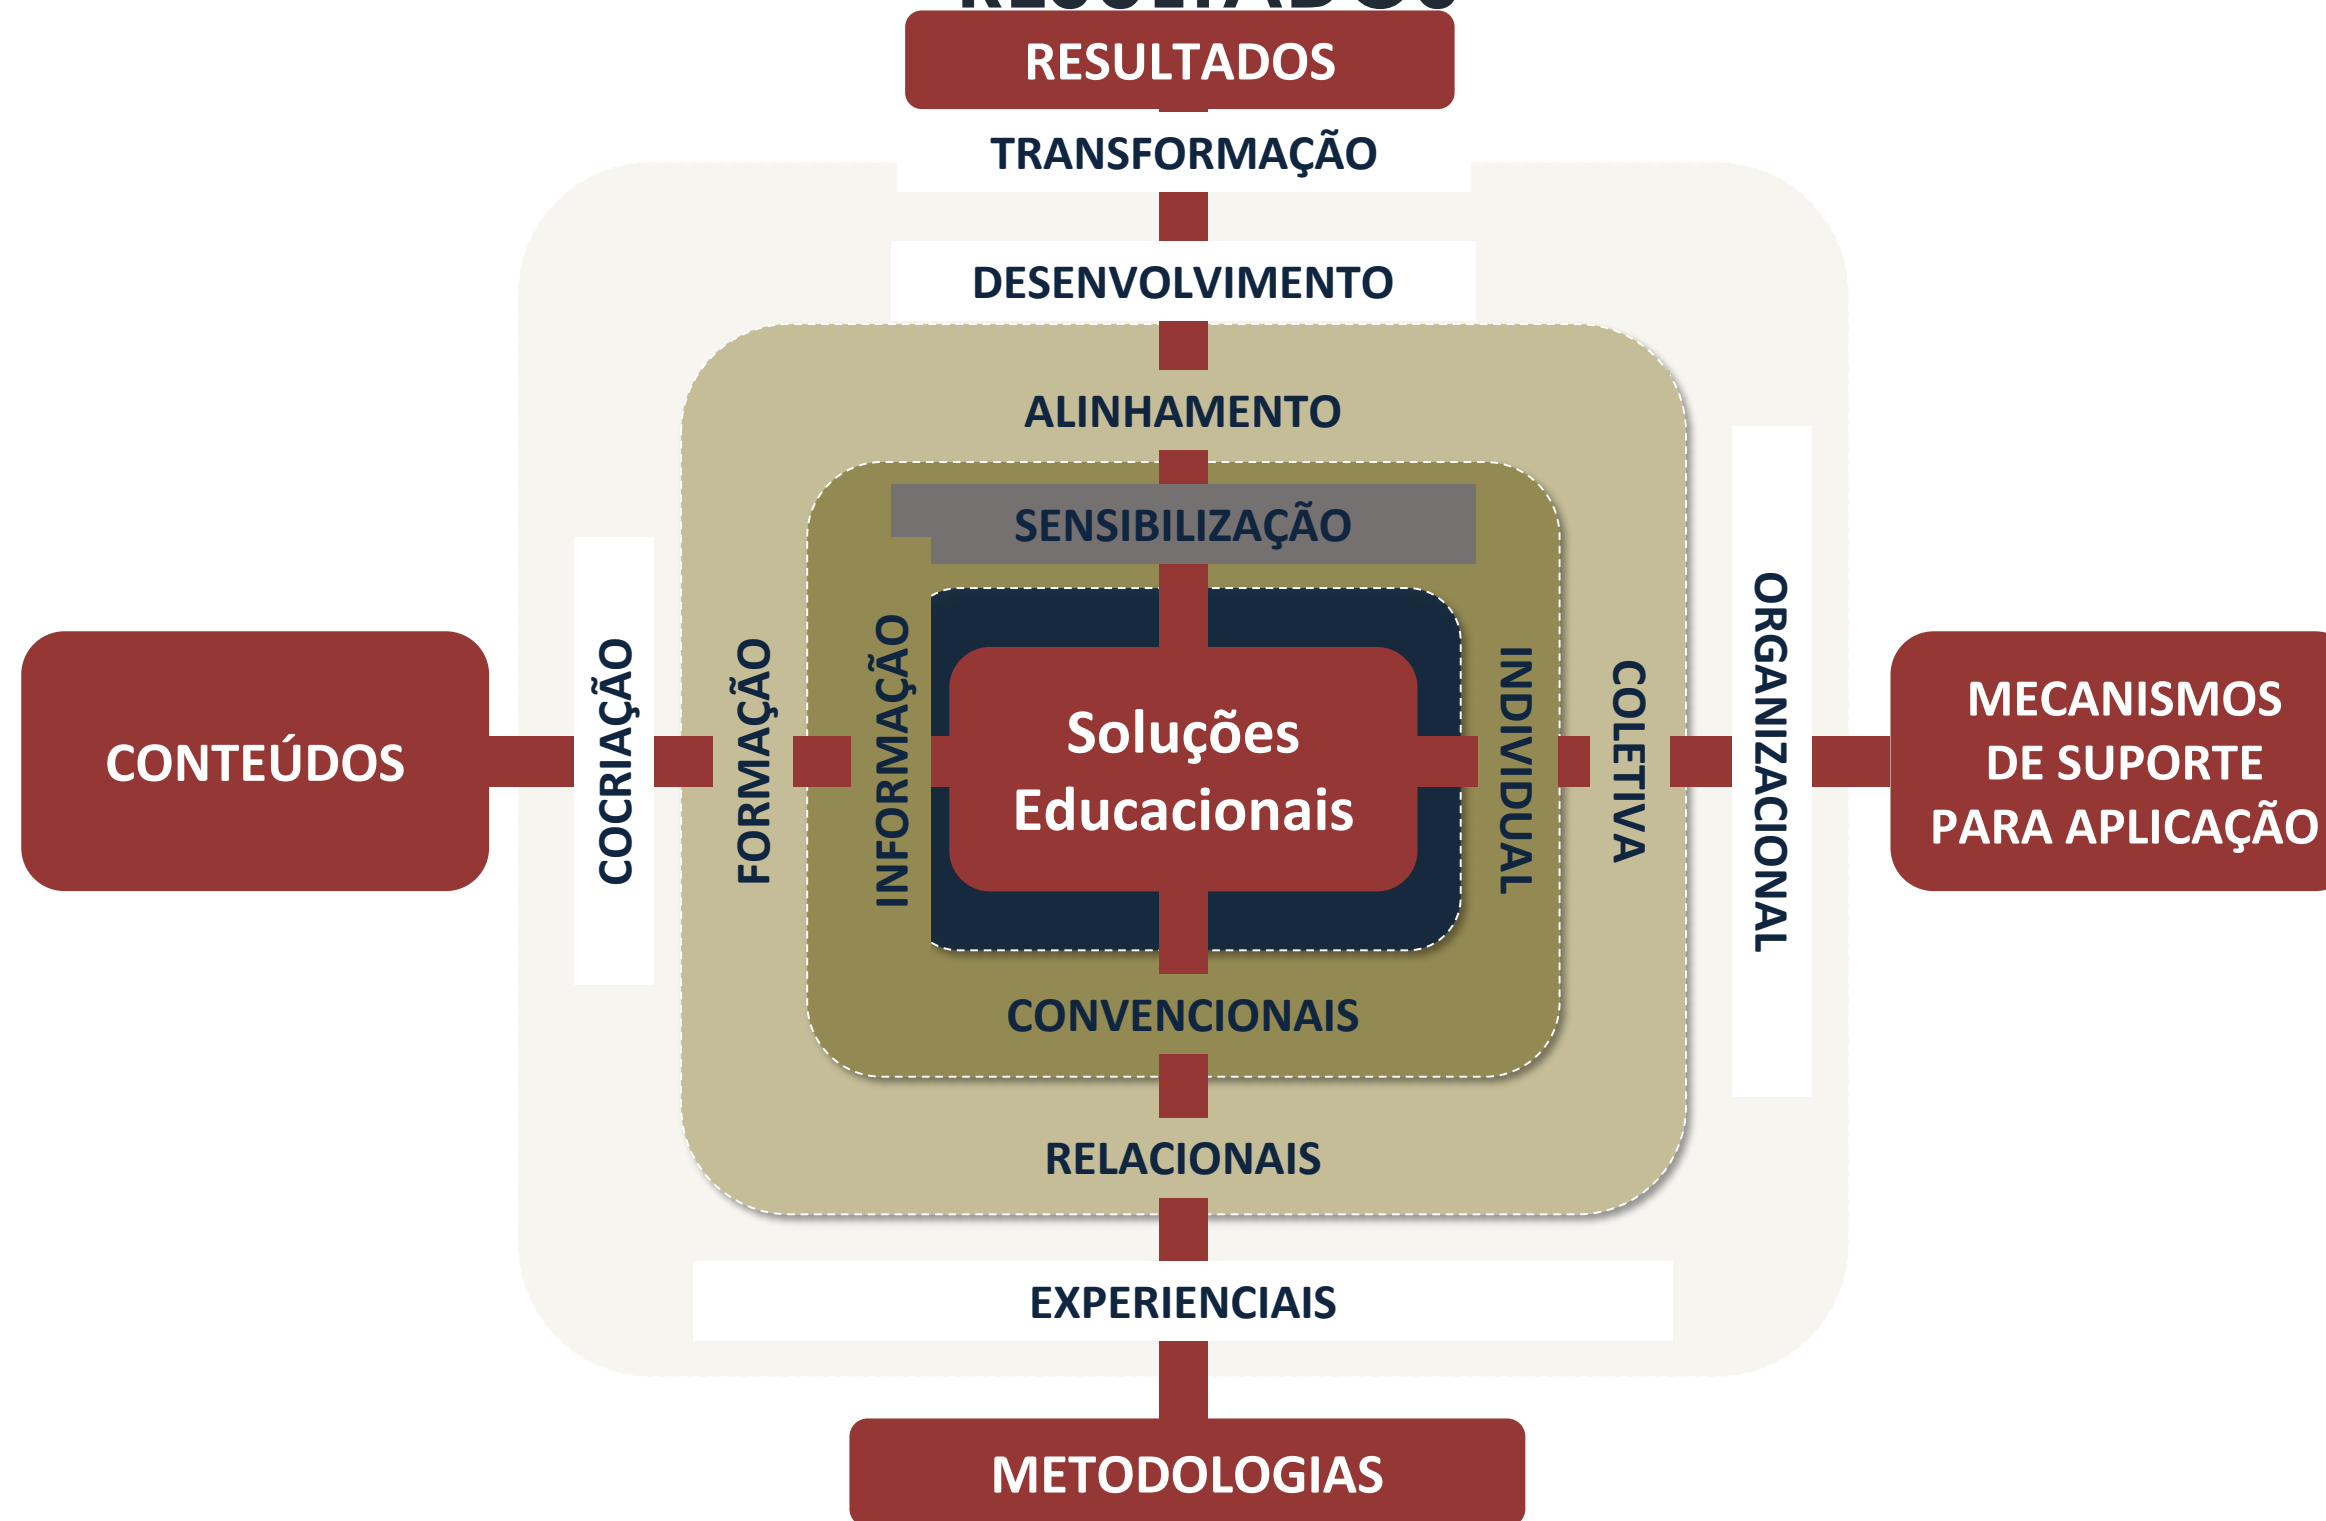 RESULTADOS
RESULTADOS
TRANSFORMAÇÃO
DESENVOLVIMENTO
ALINHAMENTO
SENSIBILIZAÇÃO
CONTEÚDOS
COCRIAÇÃO
FORMAÇÃO
INFORMAÇÃO
Soluções
Educacionais
INDIVIDUAL
COLETIVA
ORGANIZACIONAL
MECANISMOS
DE SUPORTE
PARA APLICAÇÃO
CONVENCIONAIS
RELACIONAIS
EXPERIENCIAIS
METODOLOGIAS